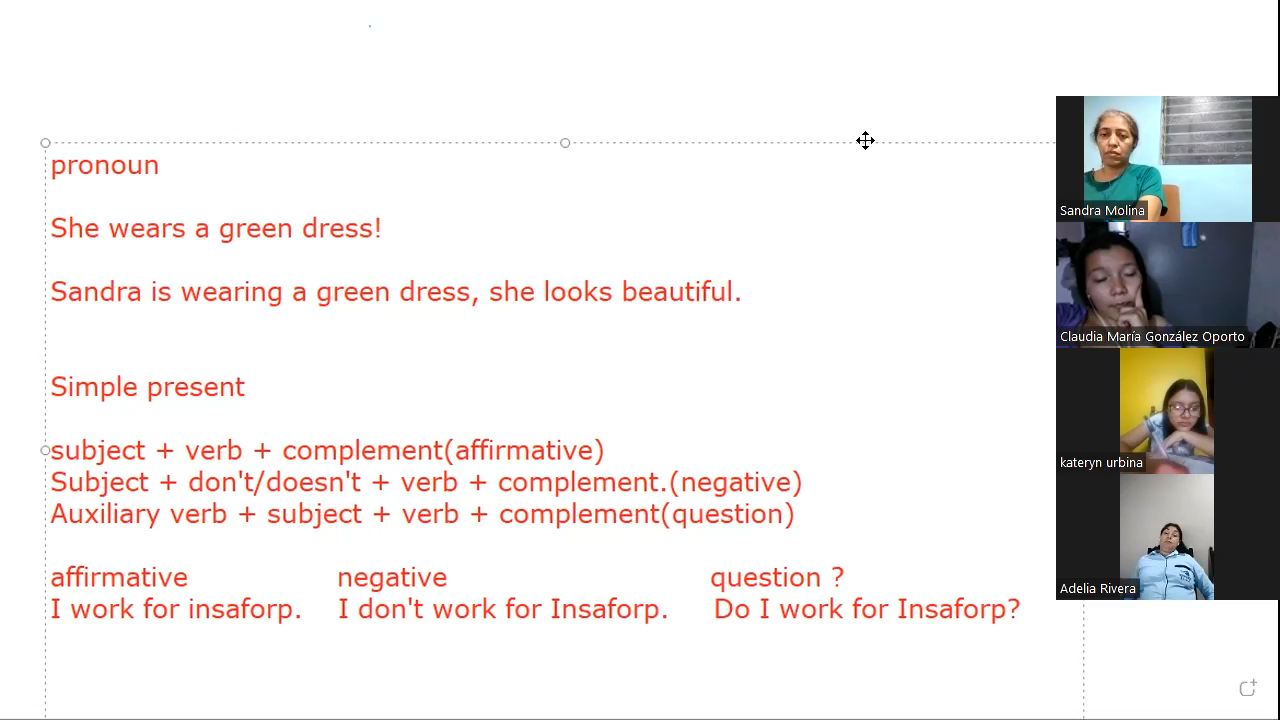 pronoun
She wears a green dress!
Sandra is wearing a green dress, she looks beautiful.
Simple present
subject + verb + complement(affirmative)
Subject + don't/doesn't + verb + complement.(negative)
Auxiliary verb + subject + verb + complement(question)
affirmative negative question ?
I work for insaforp. I don't work for Insaforp. Do I work for Insaforp?
Sandra Molina
Claudia María González Oporto
kateryn urbina
Adelia Rivera